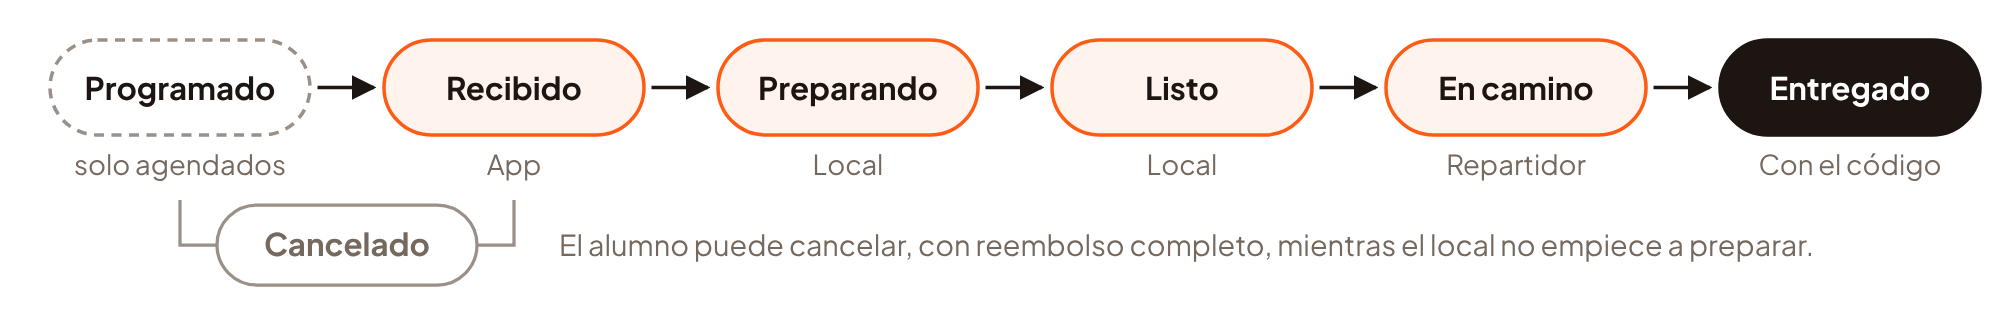 Programado
Recibido
Preparando
Listo
En camino
Entregado
solo agendados
App
Local
Local
Repartidor
Con el código
Cancelado
El alumno puede cancelar, con reembolso completo, mientras el local no empiece a preparar.